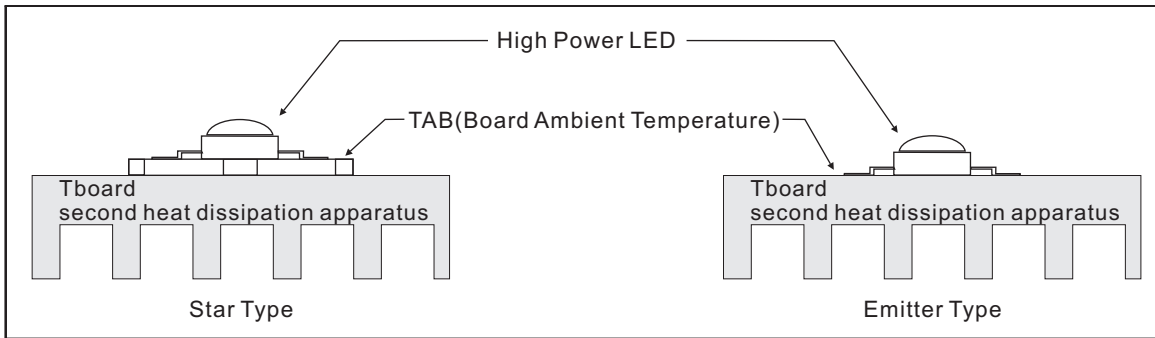 High Power LED
TAB(Board Ambient Temperature)
Tboard
second heat dissipation apparatus
Tboard
second heat dissipation apparatus
Star Type
Emitter Type